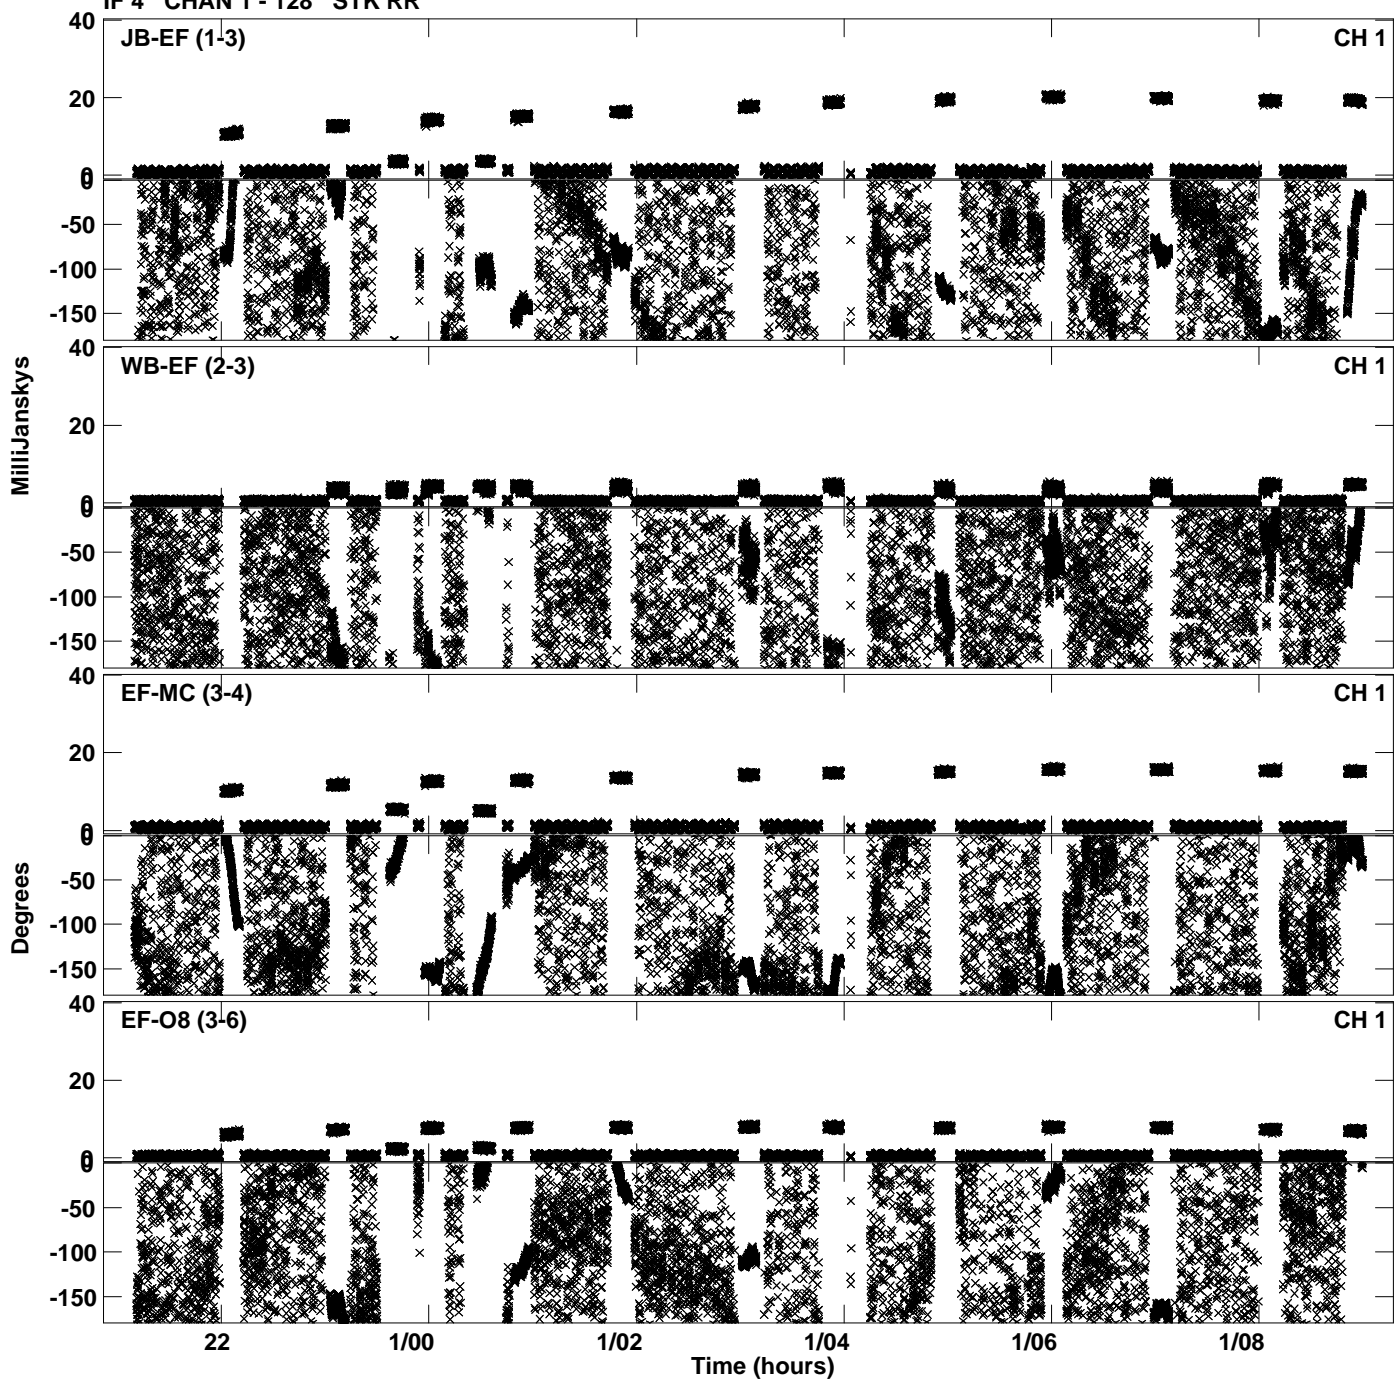 IF 4 CHAN 1 - 128 STK RR
40
JB-EF (1-3)
CH 1
20
0
0
-50
-100
-150
40
WB-EF (2-3)
CH 1
20
0
0
-50
-100
-150
MilliJanskys
40
EF-MC (3-4)
CH 1
20
0
0
-50
-100
-150
Degrees
40
EF-O8 (3-6)
CH 1
20
0
0
-50
-100
-150
22
1/00
1/02
1/04
1/06
1/08
Time (hours)